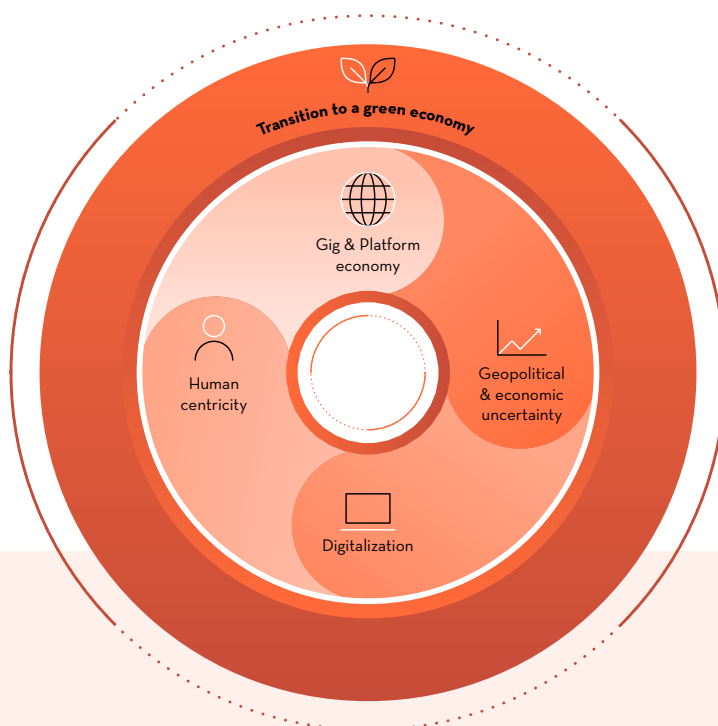 Transition to a green economy
Gig & Platform
economy
Human
centricity
Geopolitical
& economic
uncertainty
Digitalization